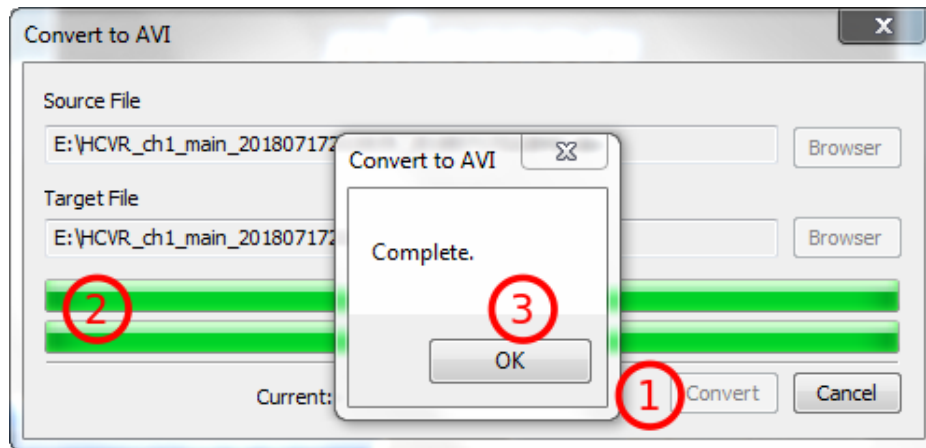 Convert to AVI
X
Source File
E:\HCVR_ch1_main_20180717
Browser
Convert to AVI
Target File
E:\HCVR_ch1_main_20180717
Browser
Complete.
2
3
OK
Current:
1
Convert
Cancel